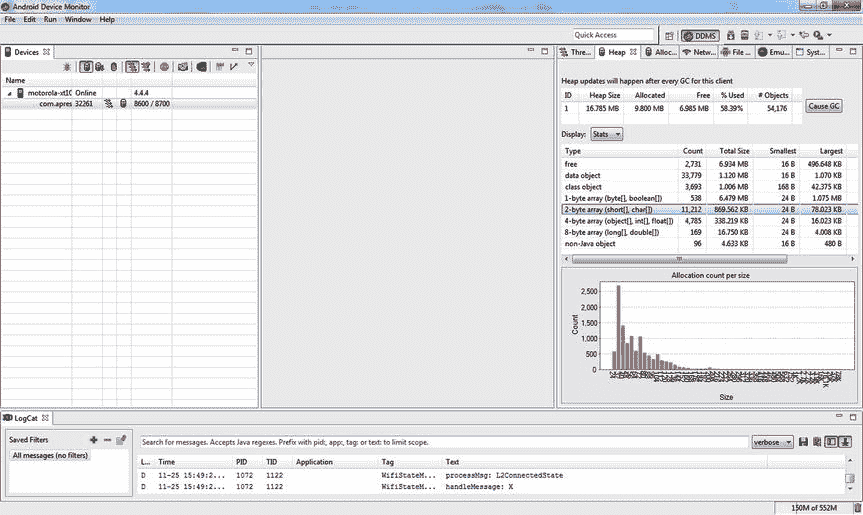 Android Device Monitor
File Edit Run Window Help
Quick Access
DDMS
Devices
Name
motorola-xt10 Online 4.4.4
com.apres 32261 8600 / 8700
Thre... Heap Alloc... Netw... File ... Emu... Syst...
Heap updates will happen after every GC for this client
ID Heap Size Allocated Free % Used # Objects
1 16.785 MB 9.800 MB 6.985 MB 58.39% 54,176
Cause GC
Display: Stats
Type Count Total Size Smallest Largest
free 2,731 6.934 MB 16 B 496.648 KB
data object 33,779 1.120 MB 16 B 1.070 KB
class object 3,693 1.006 MB 168 B 42.375 KB
1-byte array (byte[], boolean[]) 538 6.479 MB 24 B 1.075 MB
2-byte array (short[], char[]) 11,212 869.562 KB 24 B 78.023 KB
4-byte array (object[], int[], float[]) 4,785 338.219 KB 24 B 16.023 KB
8-byte array (long[], double[]) 169 16.750 KB 24 B 4.008 KB
non-Java object 96 4.633 KB 16 B 480 B
Allocation count per size
2,500
2,000
1,500
1,000
500
0
Count
Size
LogCat
Saved Filters
All messages (no filters)
Search for messages. Accepts Java regexes. Prefix with pid:, app:, tag: or text: to limit scope.
verbose
L... Time PID TID Application Tag Text
D 11-25 15:49:2... 1072 1122 WifiStateM... processMsg: L2ConnectedState
D 11-25 15:49:2... 1072 1122 WifiStateM... handleMessage: X
150M of 552M